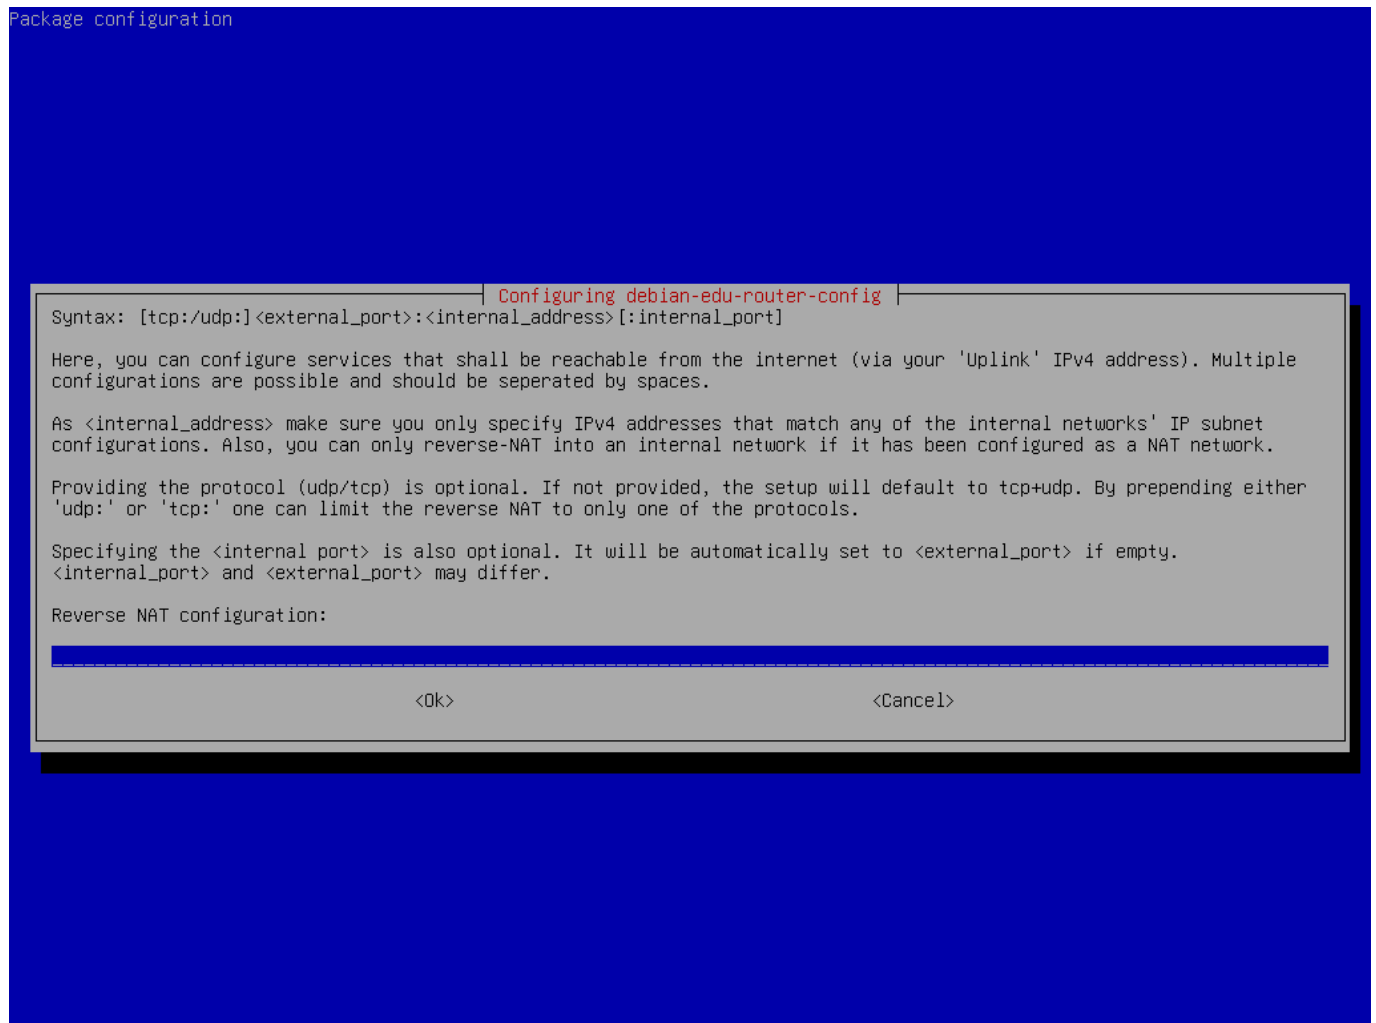 Package configuration
Configuring debian-edu-router-config
Syntax: [tcp:/udp:]<external_port>:<internal_address>[:internal_port]
Here, you can configure services that shall be reachable from the internet (via your 'Uplink' IPv4 address). Multiple
configurations are possible and should be seperated by spaces.
As <internal_address> make sure you only specify IPv4 addresses that match any of the internal networks' IP subnet
configurations. Also, you can only reverse-NAT into an internal network if it has been configured as a NAT network.
Providing the protocol (udp/tcp) is optional. If not provided, the setup will default to tcp+udp. By prepending either
'udp:' or 'tcp:' one can limit the reverse NAT to only one of the protocols.
Specifying the <internal port> is also optional. It will be automatically set to <external_port> if empty.
<internal_port> and <external_port> may differ.
Reverse NAT configuration:
<Ok> <Cancel>